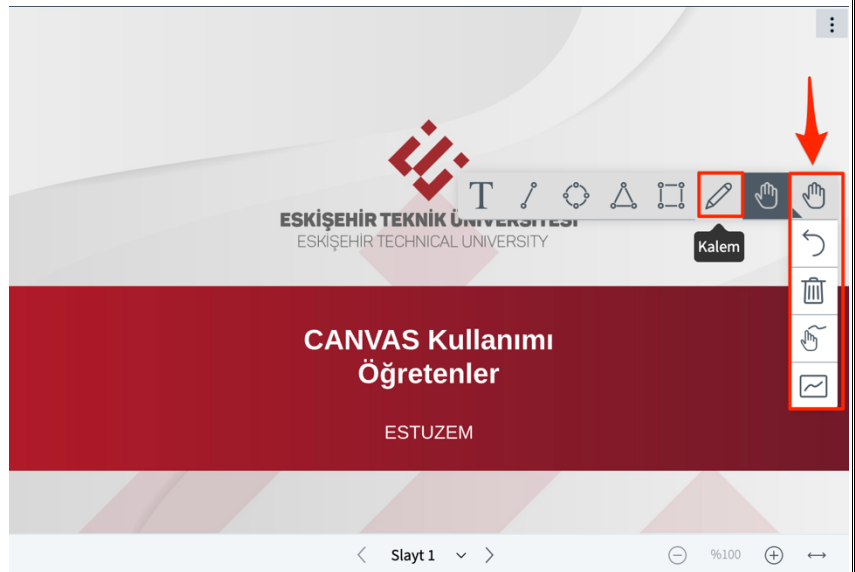 T
ESKİŞEHİR TEKNİK ÜNİVERSİTESİ
ESKİŞEHİR TECHNICAL UNIVERSITY
Kalem
CANVAS Kullanımı
Öğretenler
ESTUZEM
Slayt 1
%100